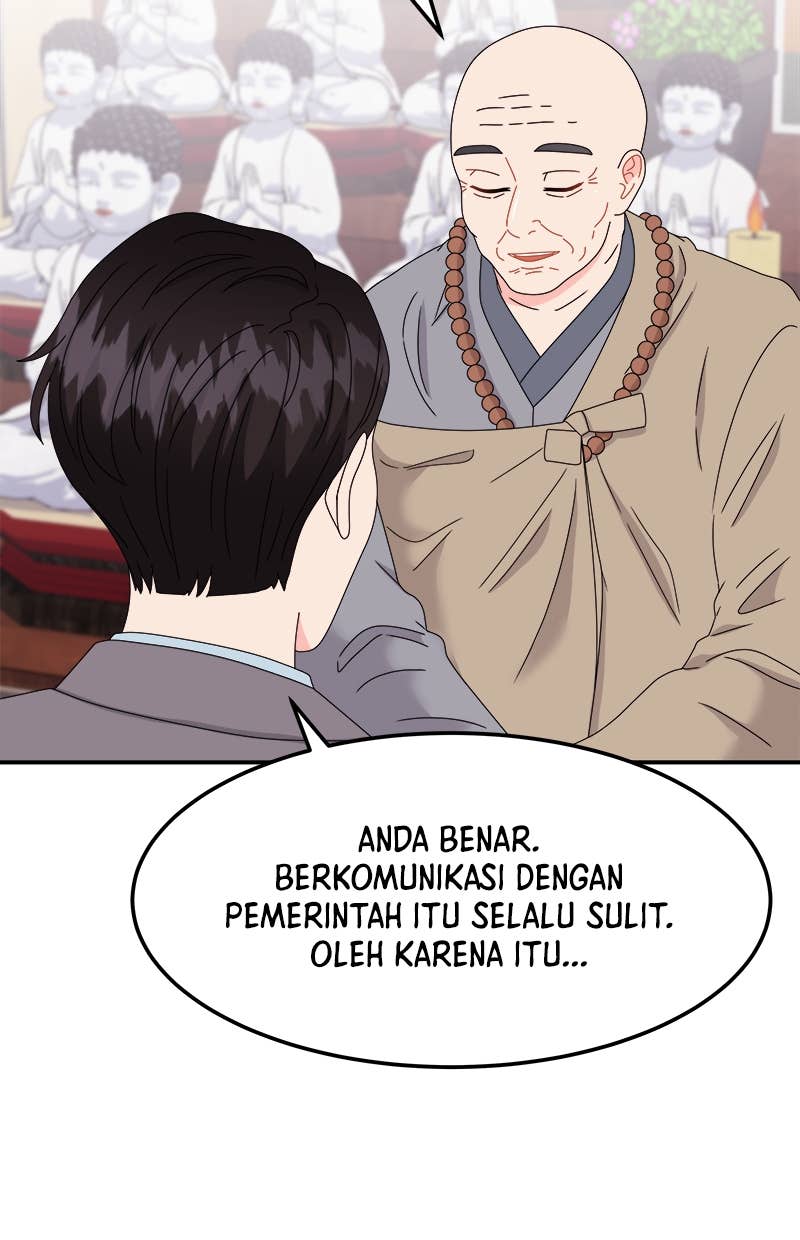 ANDA BENAR.
BERKOMUNIKASI DENGAN
PEMERINTAH ITU SELALU SULIT.
OLEH KARENA ITU...